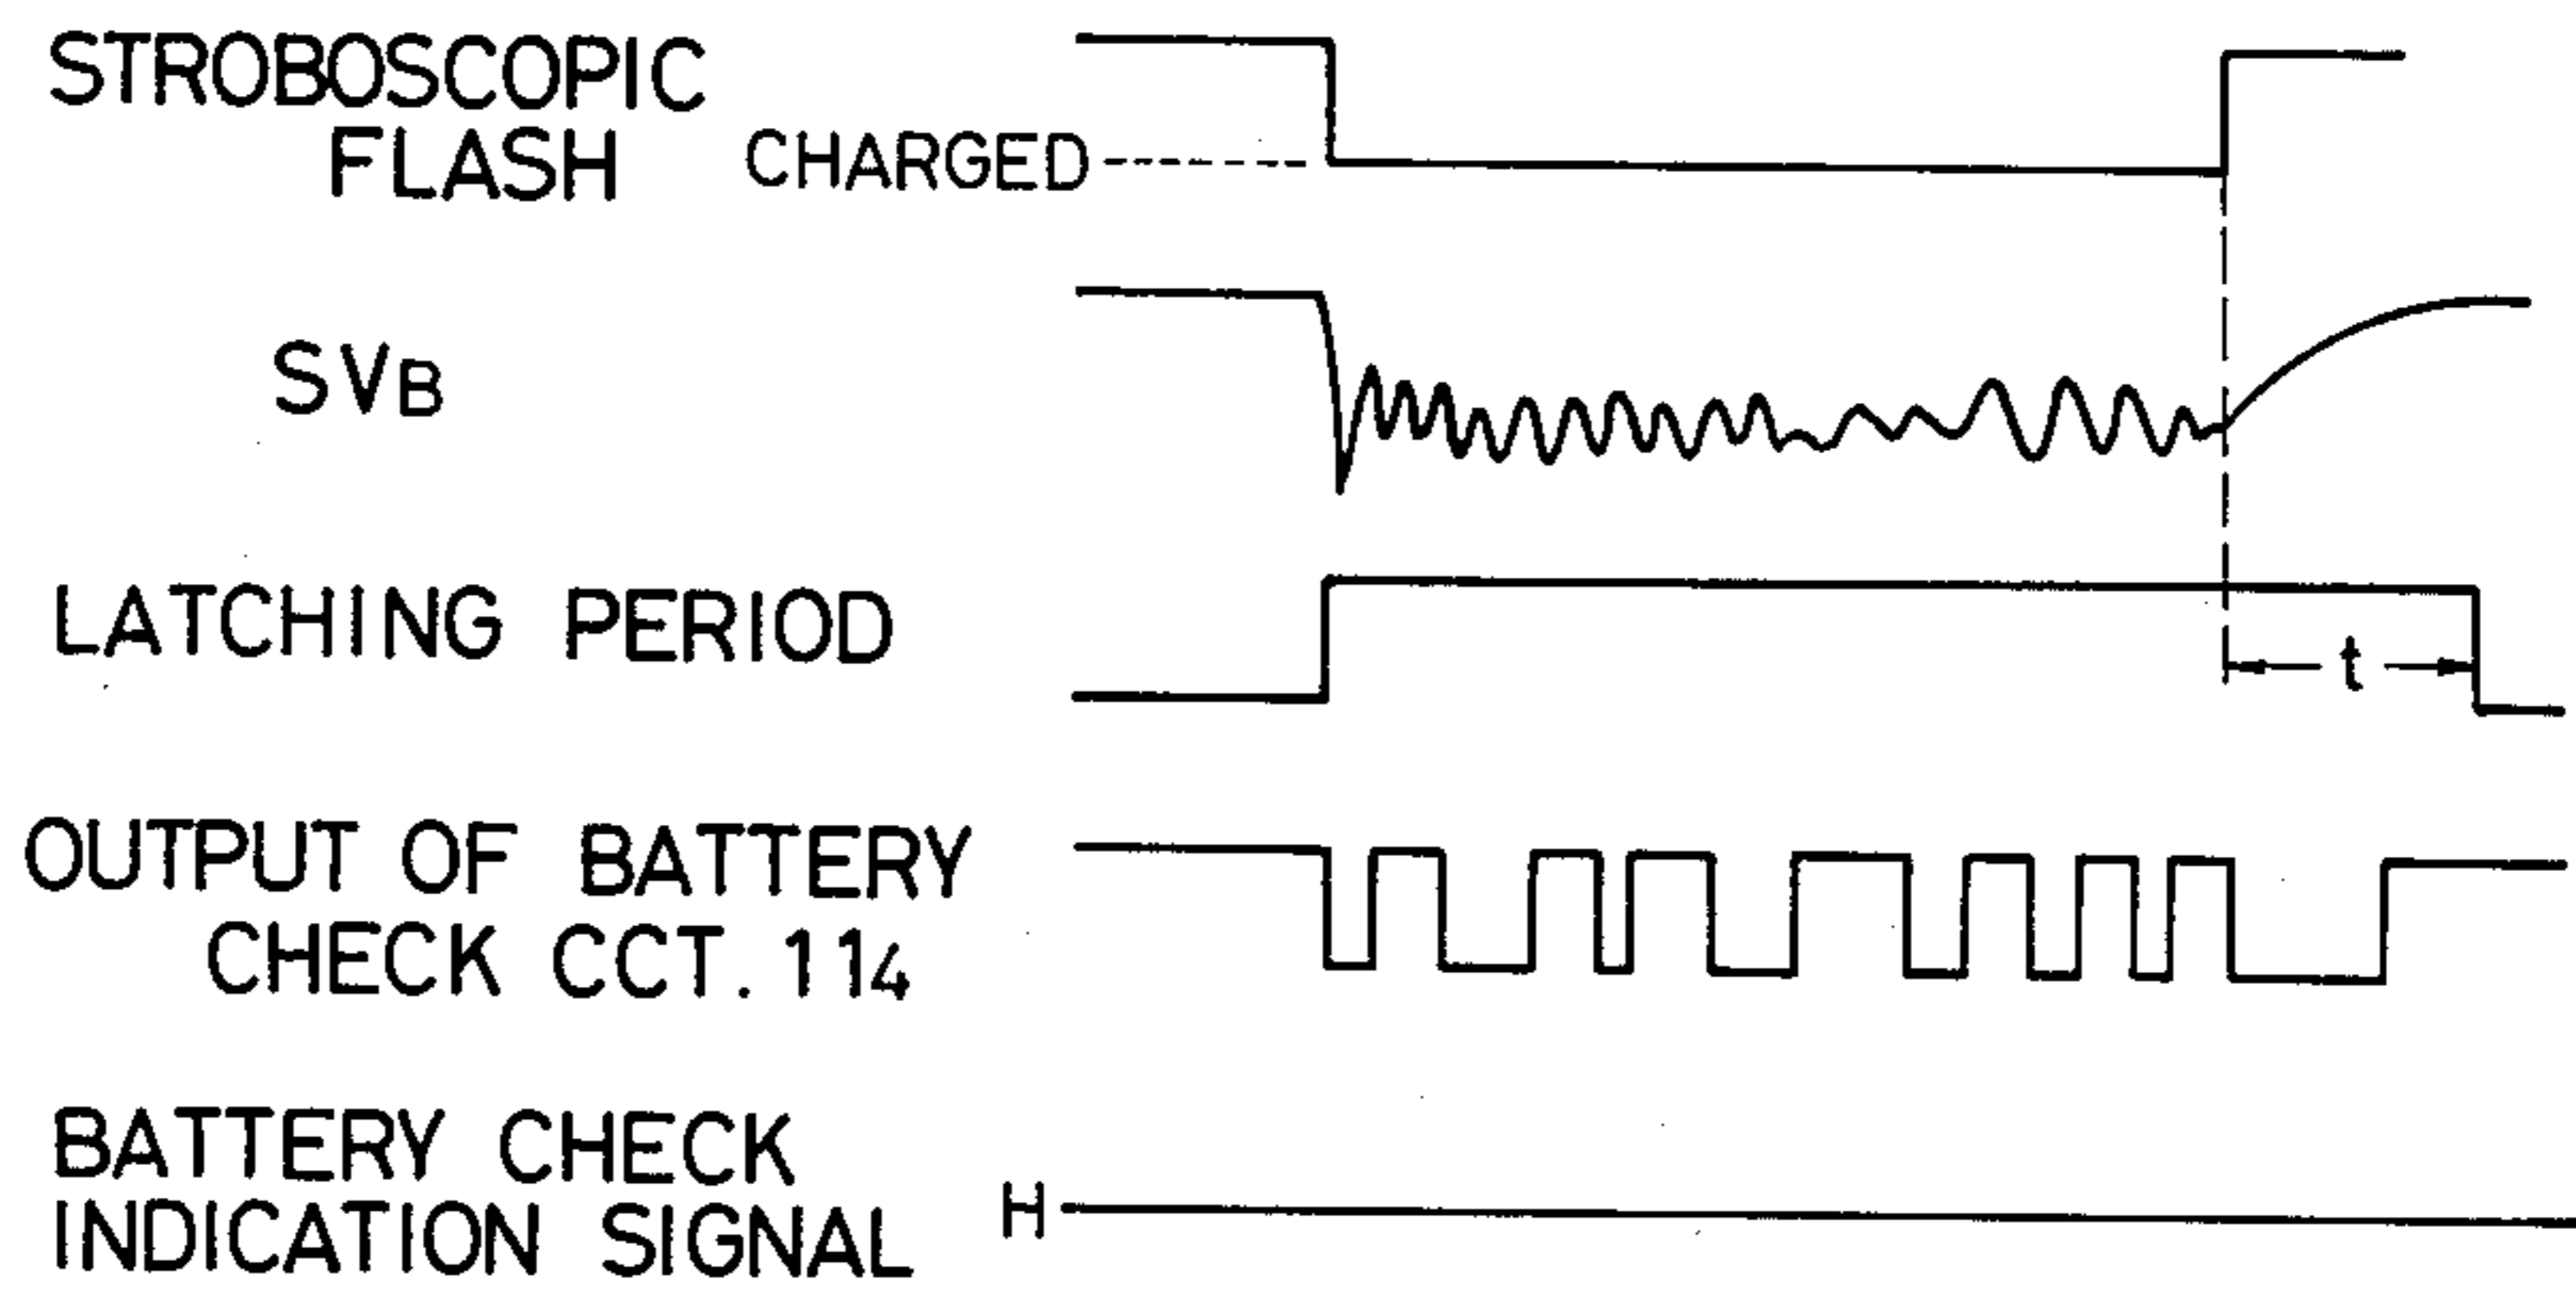 STROBOSCOPIC
FLASH CHARGED
SVB
LATCHING PERIOD
t
OUTPUT OF BATTERY
CHECK CCT. 114
BATTERY CHECK
INDICATION SIGNAL H